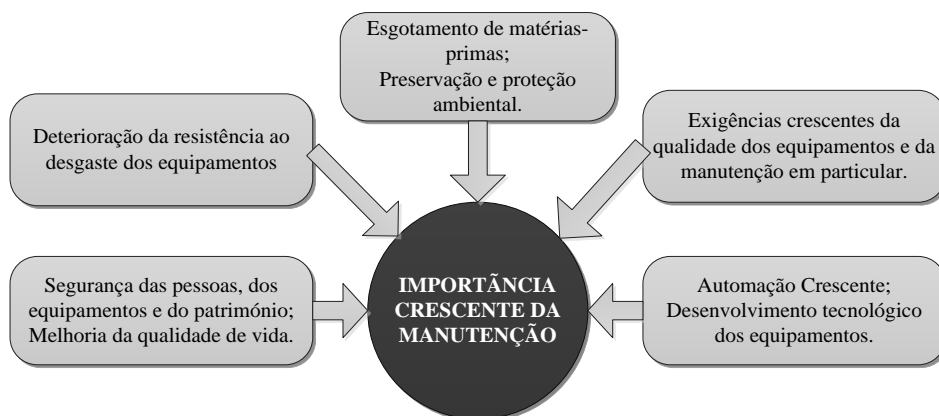 Esgotamento de matérias-
primas;
Preservação e proteção
ambiental.
Deterioração da resistência ao
desgaste dos equipamentos
Exigências crescentes da
qualidade dos equipamentos e da
manutenção em particular.
Segurança das pessoas, dos
equipamentos e do património;
Melhoria da qualidade de vida.
IMPORTÃNCIA
CRESCENTE DA
MANUTENÇÃO
Automação Crescente;
Desenvolvimento tecnológico
dos equipamentos.